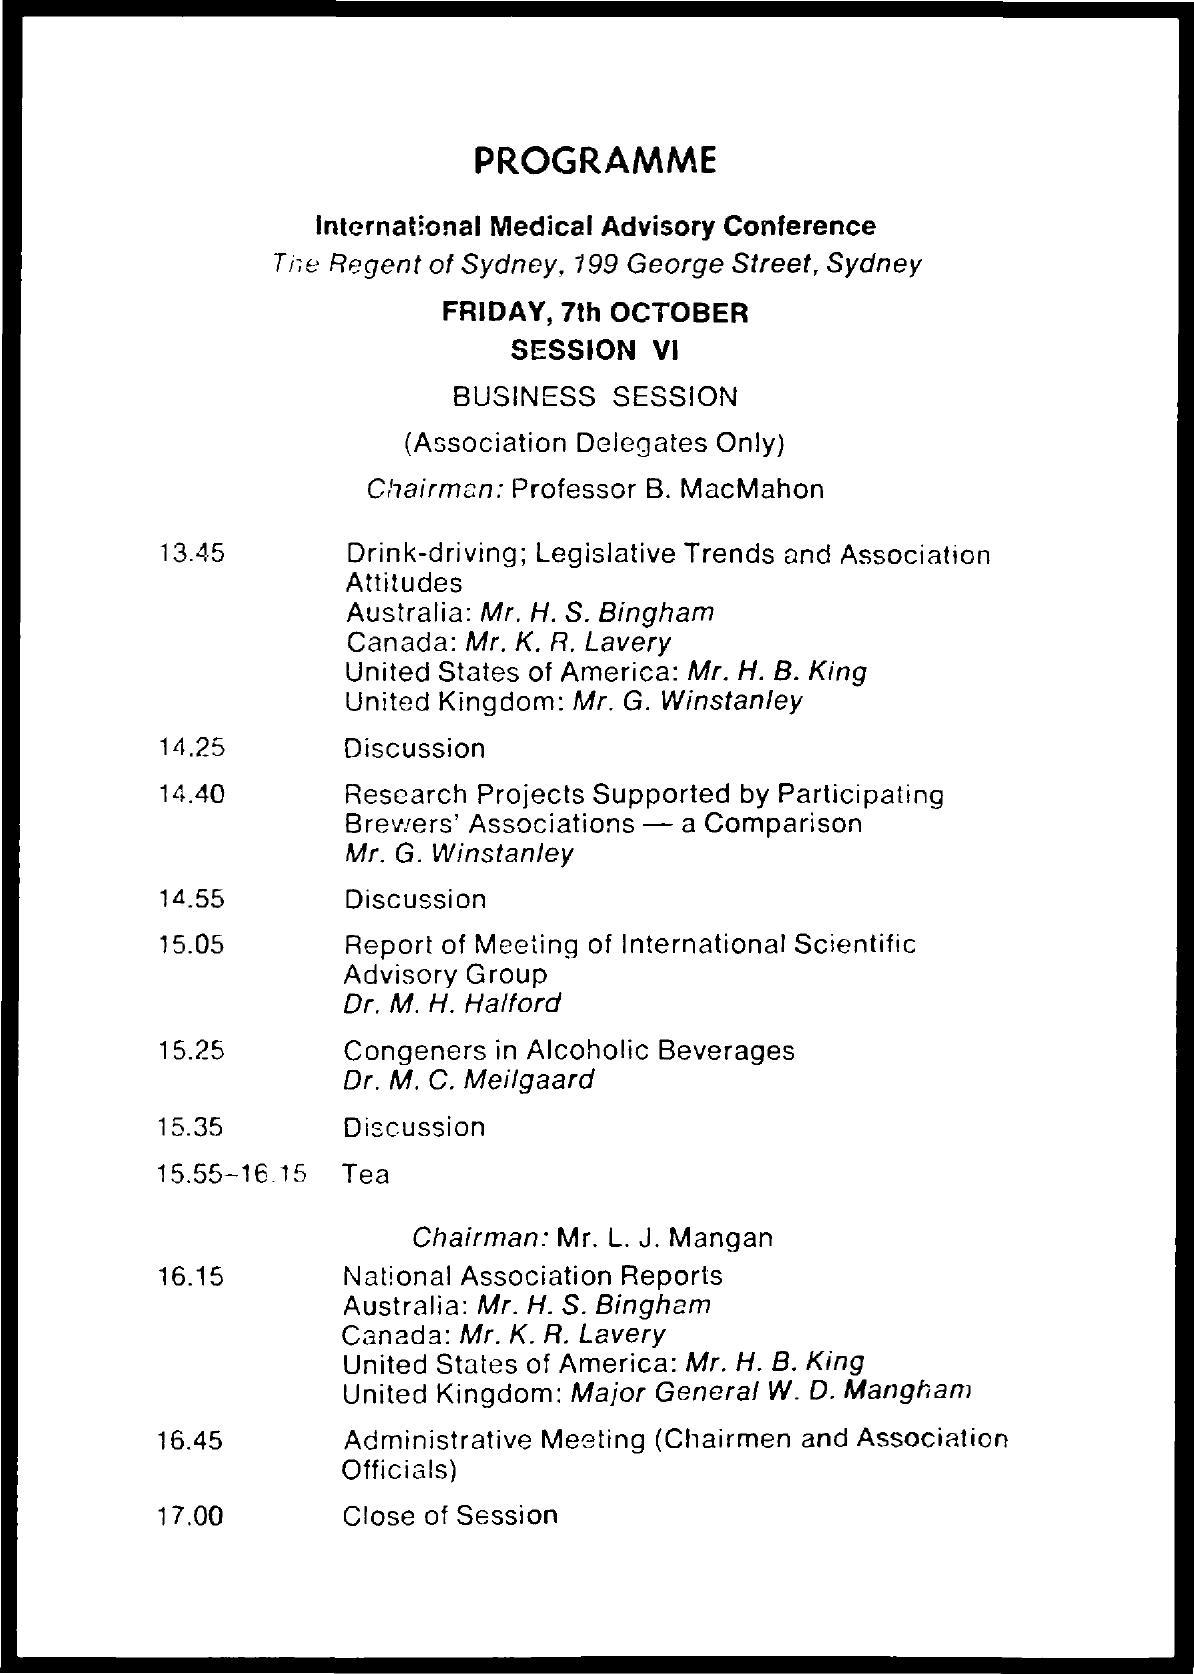 PROGRAMME
International Medical Advisory Conference
The Regent of Sydney, 199 George Street, Sydney
FRIDAY, 7th OCTOBER
SESSION VI
BUSINESS SESSION
(Association Delegates Only)
Chairman: Professor B. MacMahon
13.45 Drink-driving; Legislative Trends and Association
Attitudes
Australia: Mr. H. S. Bingham
Canada: Mr. K. R. Lavery
United States of America: Mr. H. B. King
United Kingdom: Mr. G. Winstanley
14.25 Discussion
14.40 Research Projects Supported by Participating
Brewers' Associations — a Comparison
Mr. G. Winstanley
14.55 Discussion
15.05 Report of Meeting of International Scientific
Advisory Group
Dr. M. H. Halford
15.25 Congeners in Alcoholic Beverages
Dr. M. C. Meilgaard
15.35 Discussion
15.55–16.15 Tea
Chairman: Mr. L. J. Mangan
16.15 National Association Reports
Australia: Mr. H. S. Bingham
Canada: Mr. K. R. Lavery
United States of America: Mr. H. B. King
United Kingdom: Major General W. D. Mangham
16.45 Administrative Meeting (Chairmen and Association
Officials)
17.00 Close of Session